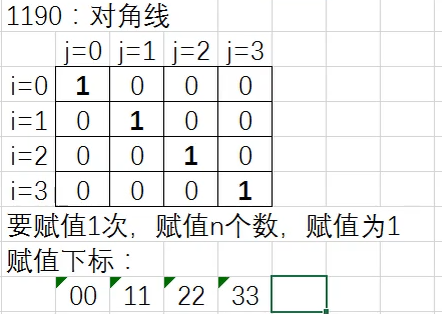 1190：对角线
j=0 j=1 j=2 j=3
i=0 1 0 0 0
i=1 0 1 0 0
i=2 0 0 1 0
i=3 0 0 0 1
要赋值1次，赋值n个数，赋值为1
赋值下标：
00 11 22 33